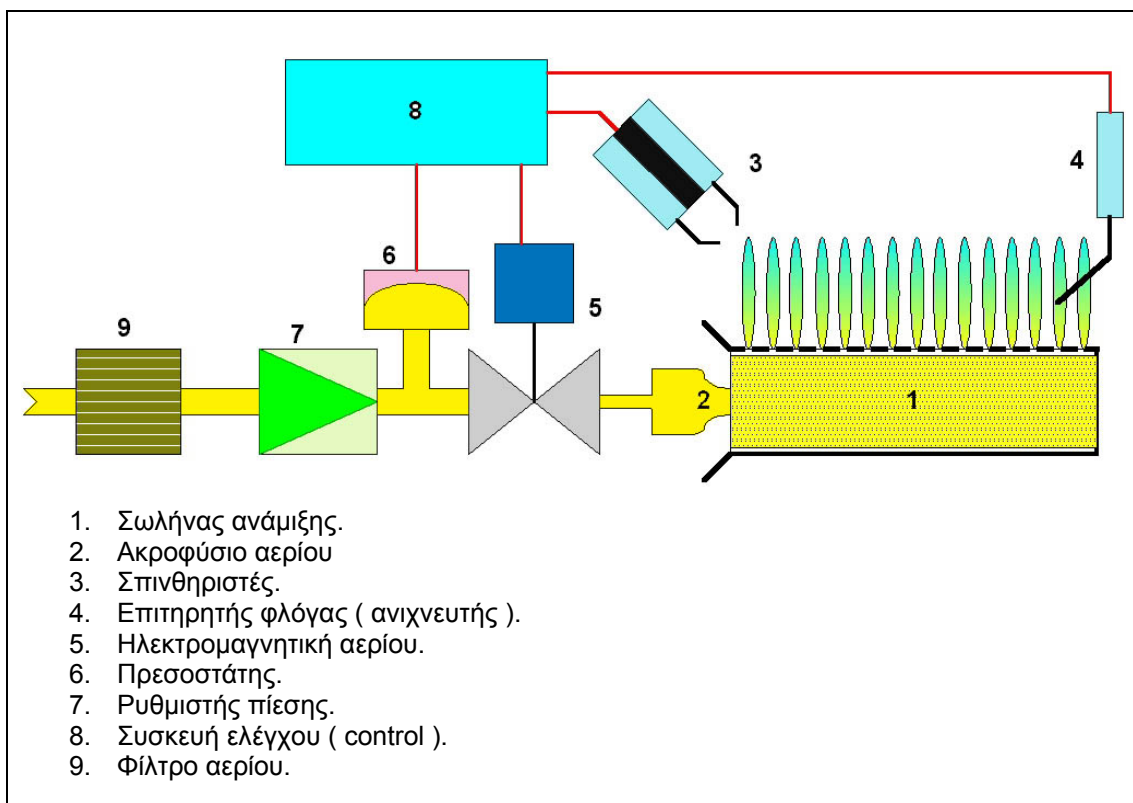 8
3
4
6
5
9
7
2
1
1. Σωλήνας ανάμιξης.
2. Ακροφύσιο αερίου
3. Σπινθηριστές.
4. Επιτηρητής φλόγας ( ανιχνευτής ).
5. Ηλεκτρομαγνητική αερίου.
6. Πρεσοστάτης.
7. Ρυθμιστής πίεσης.
8. Συσκευή ελέγχου ( control ).
9. Φίλτρο αερίου.